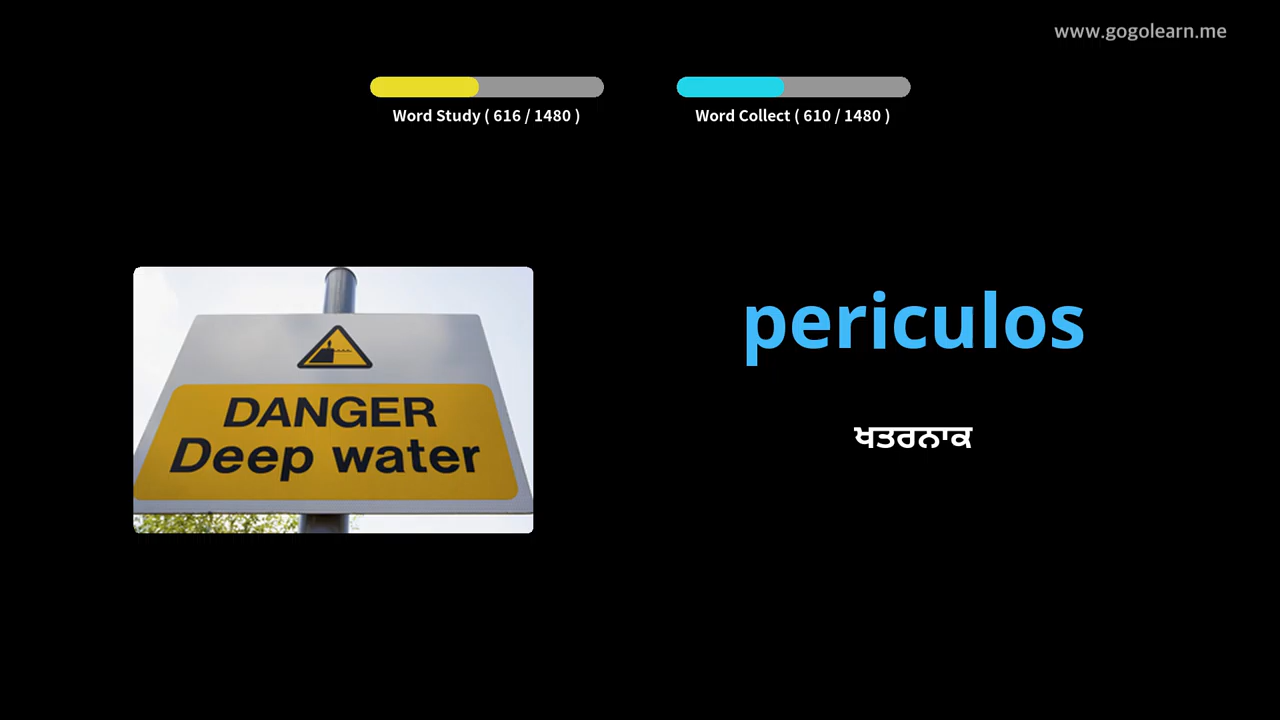 www.gogolearn.me
Word Study ( 616 / 1480 )
Word Collect ( 610 / 1480 )
DANGER
Deep water
periculos
ਖਤਰਨਾਕ